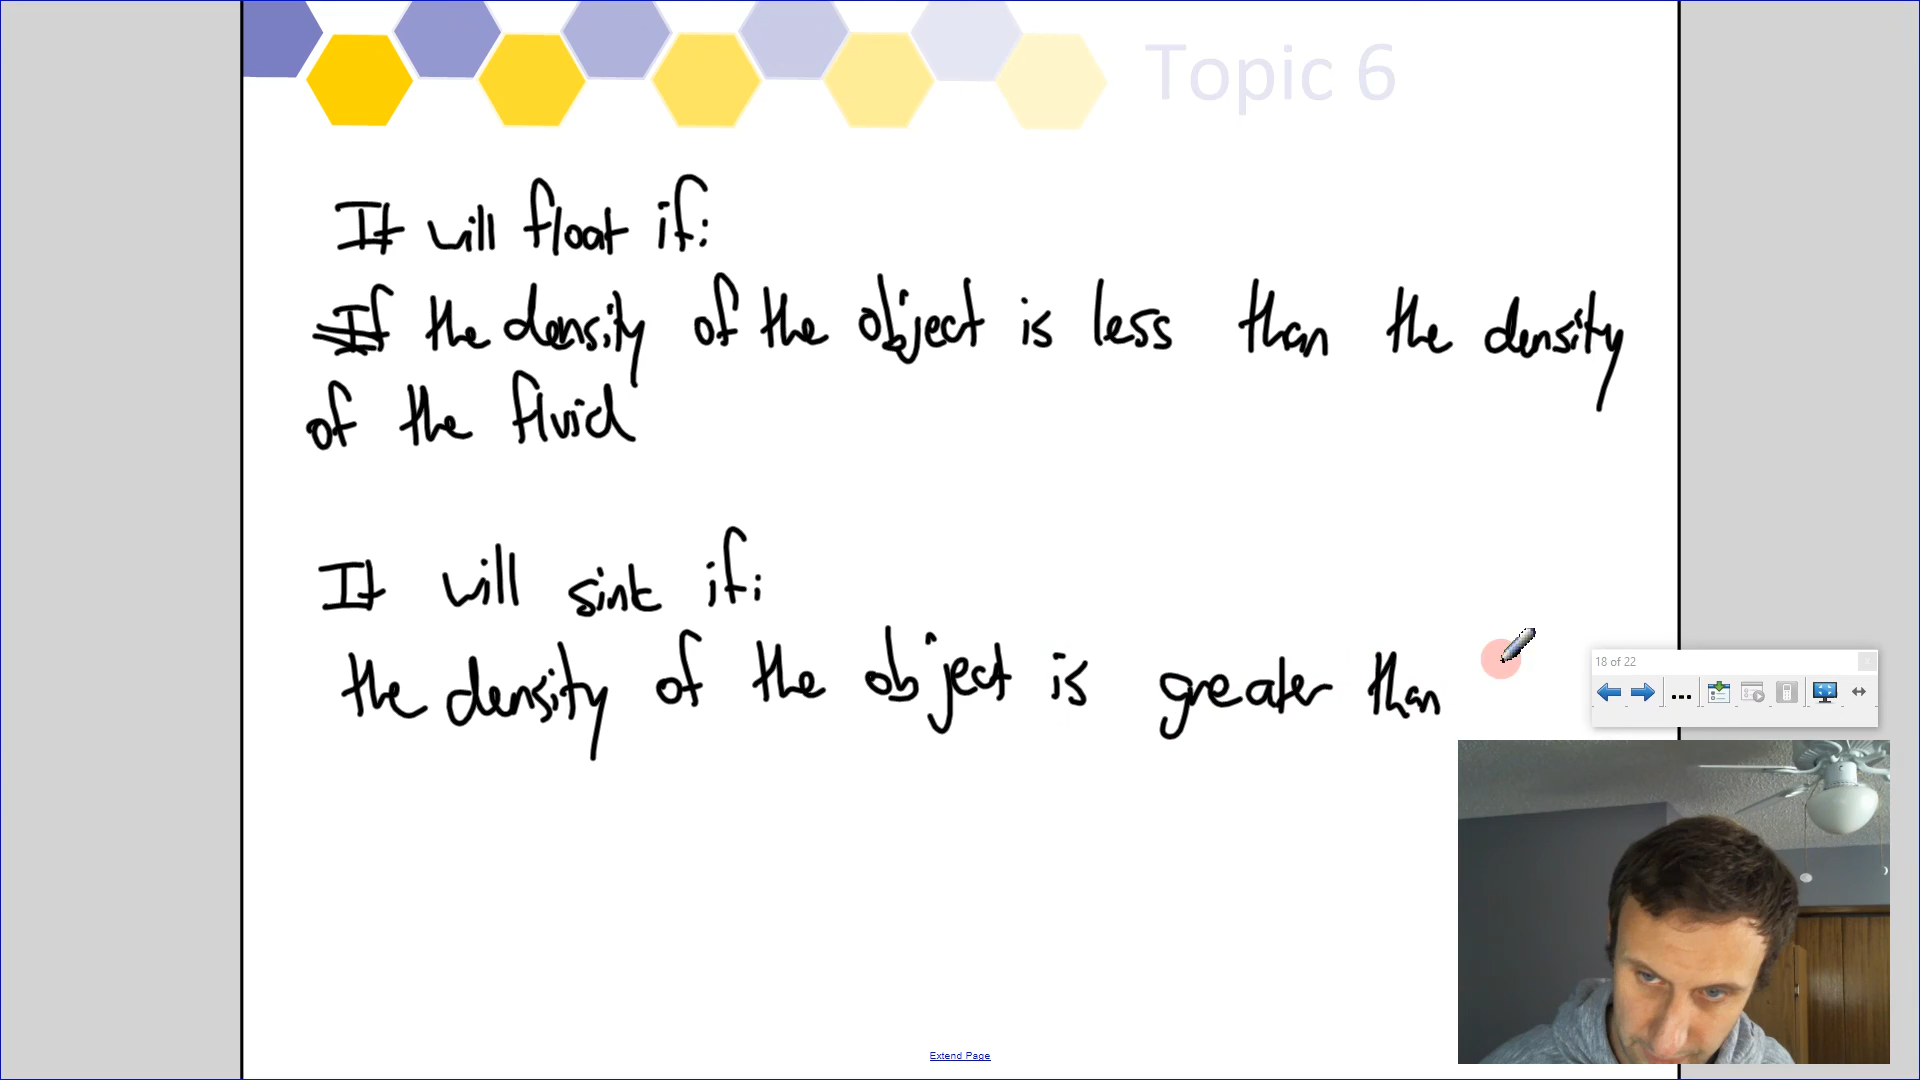 Topic 6
It will float if:
If the density of the object is less than the density
of the fluid
It will sink if:
the density of the object is greater than
18 of 22
Extend Page